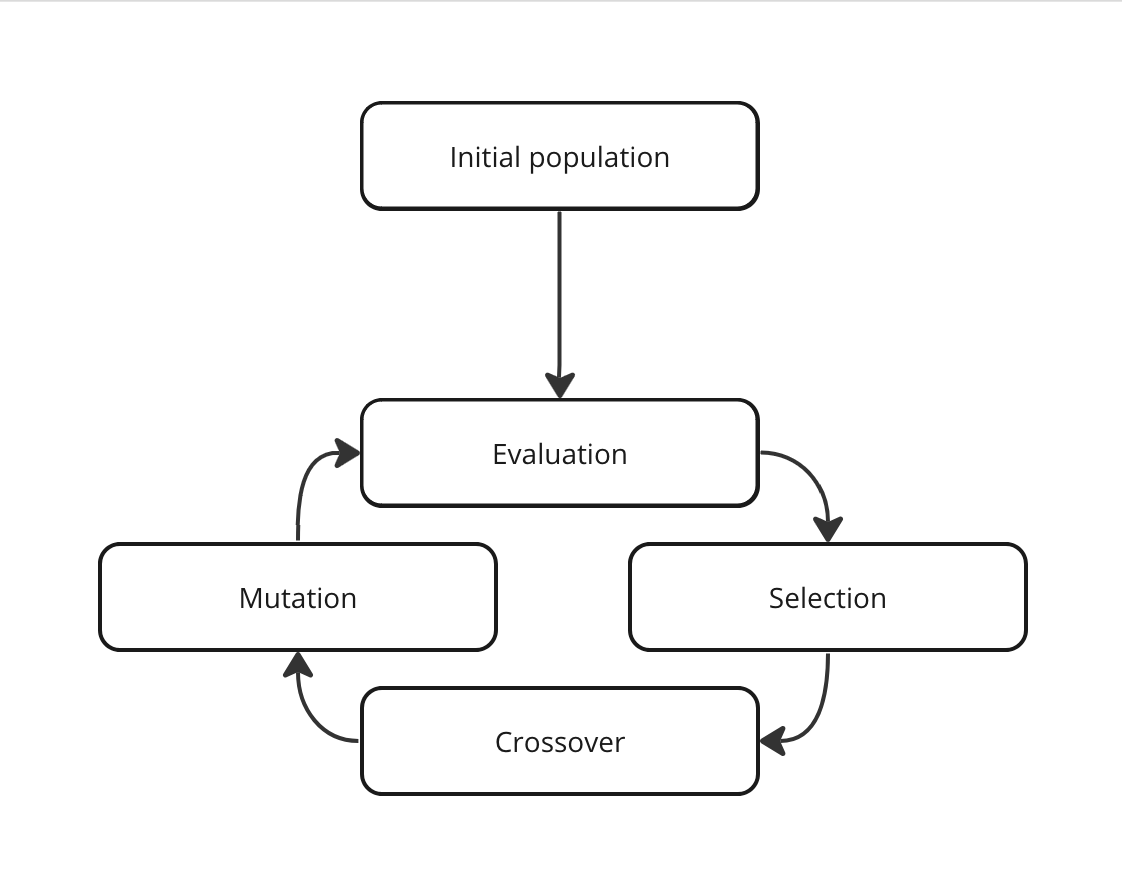 Initial population
Evaluation
Mutation
Selection
Crossover